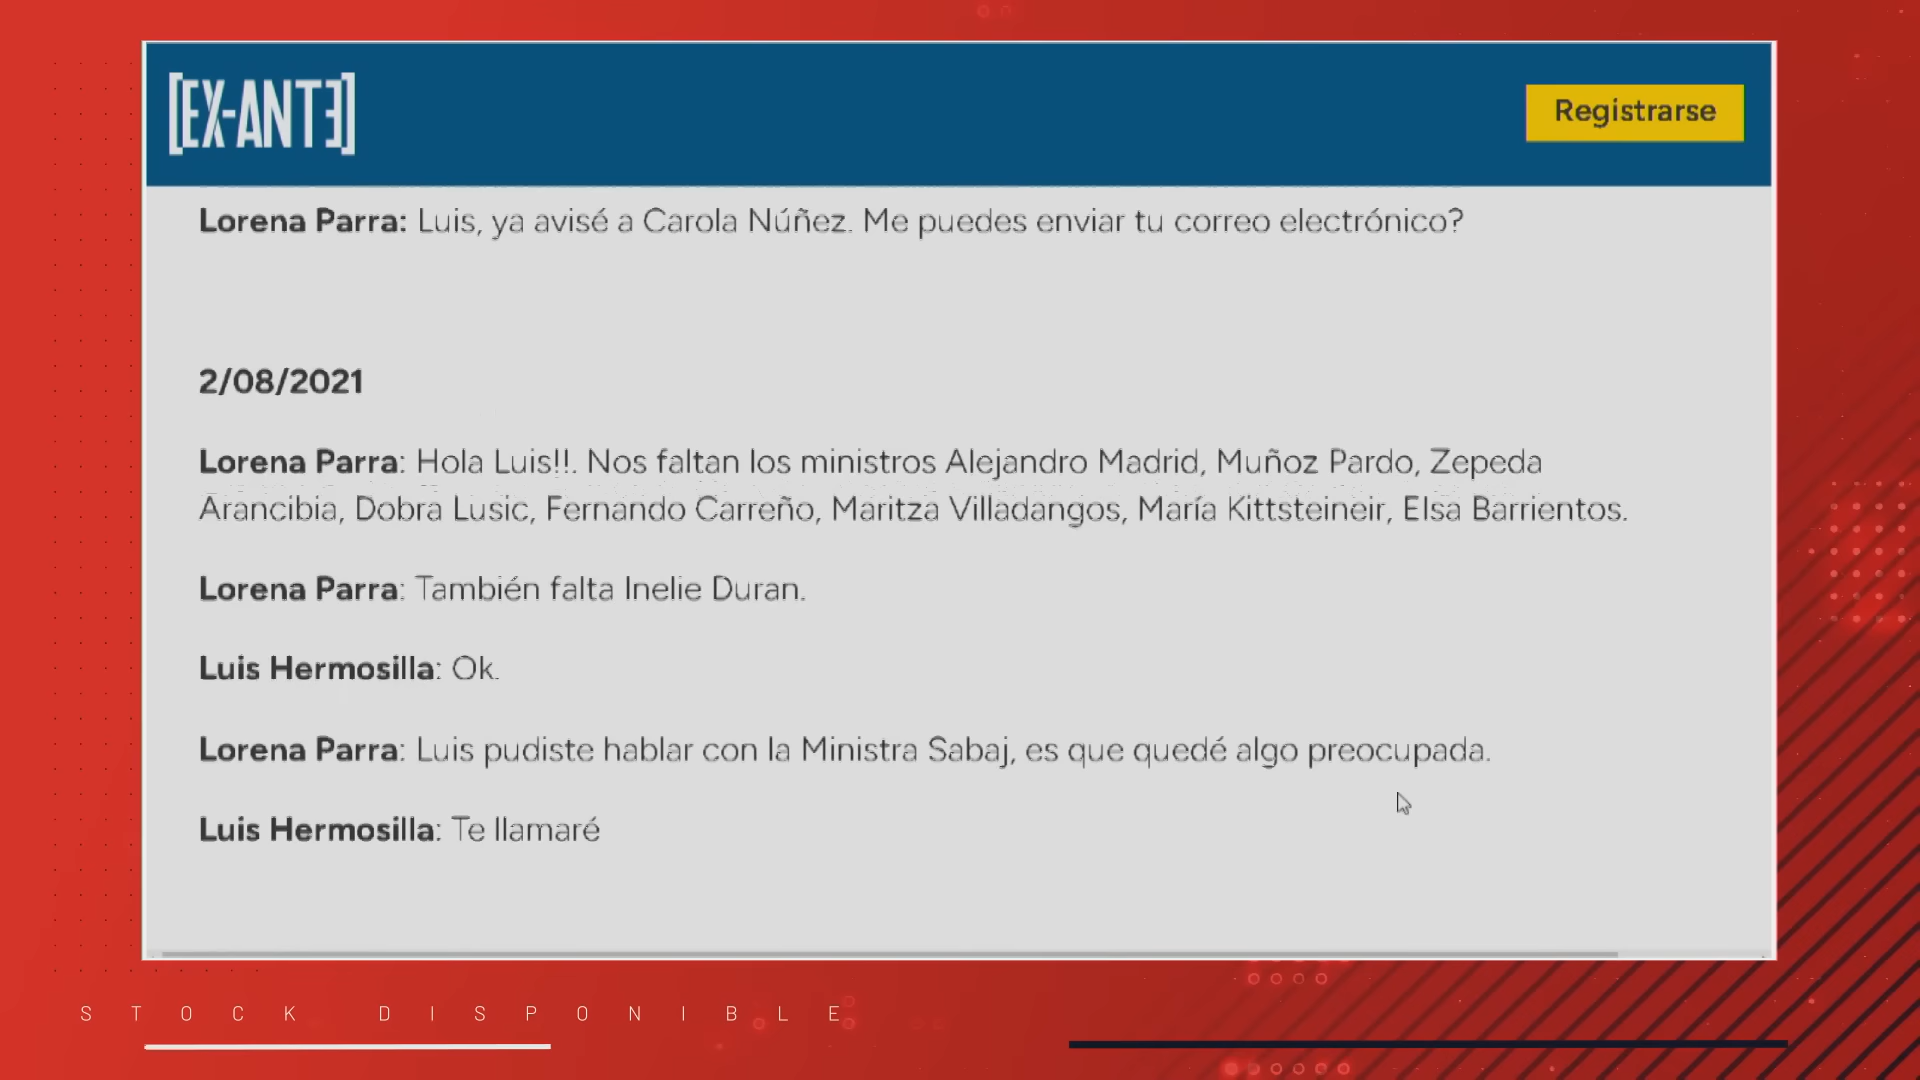 [EX-ANTE]
Registrarse
Lorena Parra: Luis, ya avisé a Carola Núñez. Me puedes enviar tu correo electrónico?
2/08/2021
Lorena Parra: Hola Luis!!. Nos faltan los ministros Alejandro Madrid, Muñoz Pardo, Zepeda
Arancibia, Dobra Lusic, Fernando Carreño, Maritza Villadangos, María Kittsteineir, Elsa Barrientos.
Lorena Parra: También falta Inelie Duran.
Luis Hermosilla: Ok.
Lorena Parra: Luis pudiste hablar con la Ministra Sabaj, es que quedé algo preocupada.
Luis Hermosilla: Te llamaré
STOCK DISPONIBLE